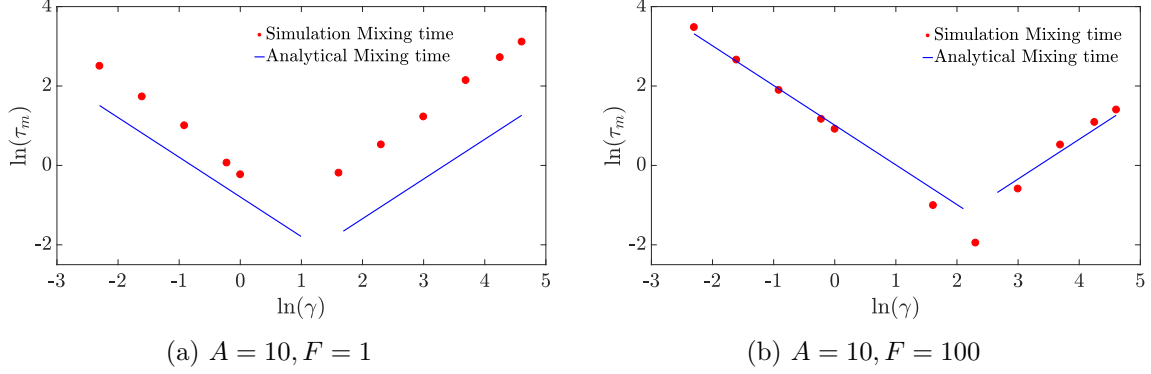 4
2
0
-2
ln(τm)
Simulation Mixing time
Analytical Mixing time
-3 -2 -1 0 1 2 3 4 5
ln(γ)
(a) A = 10, F = 1
4
2
0
-2
ln(τm)
Simulation Mixing time
Analytical Mixing time
-3 -2 -1 0 1 2 3 4 5
ln(γ)
(b) A = 10, F = 100